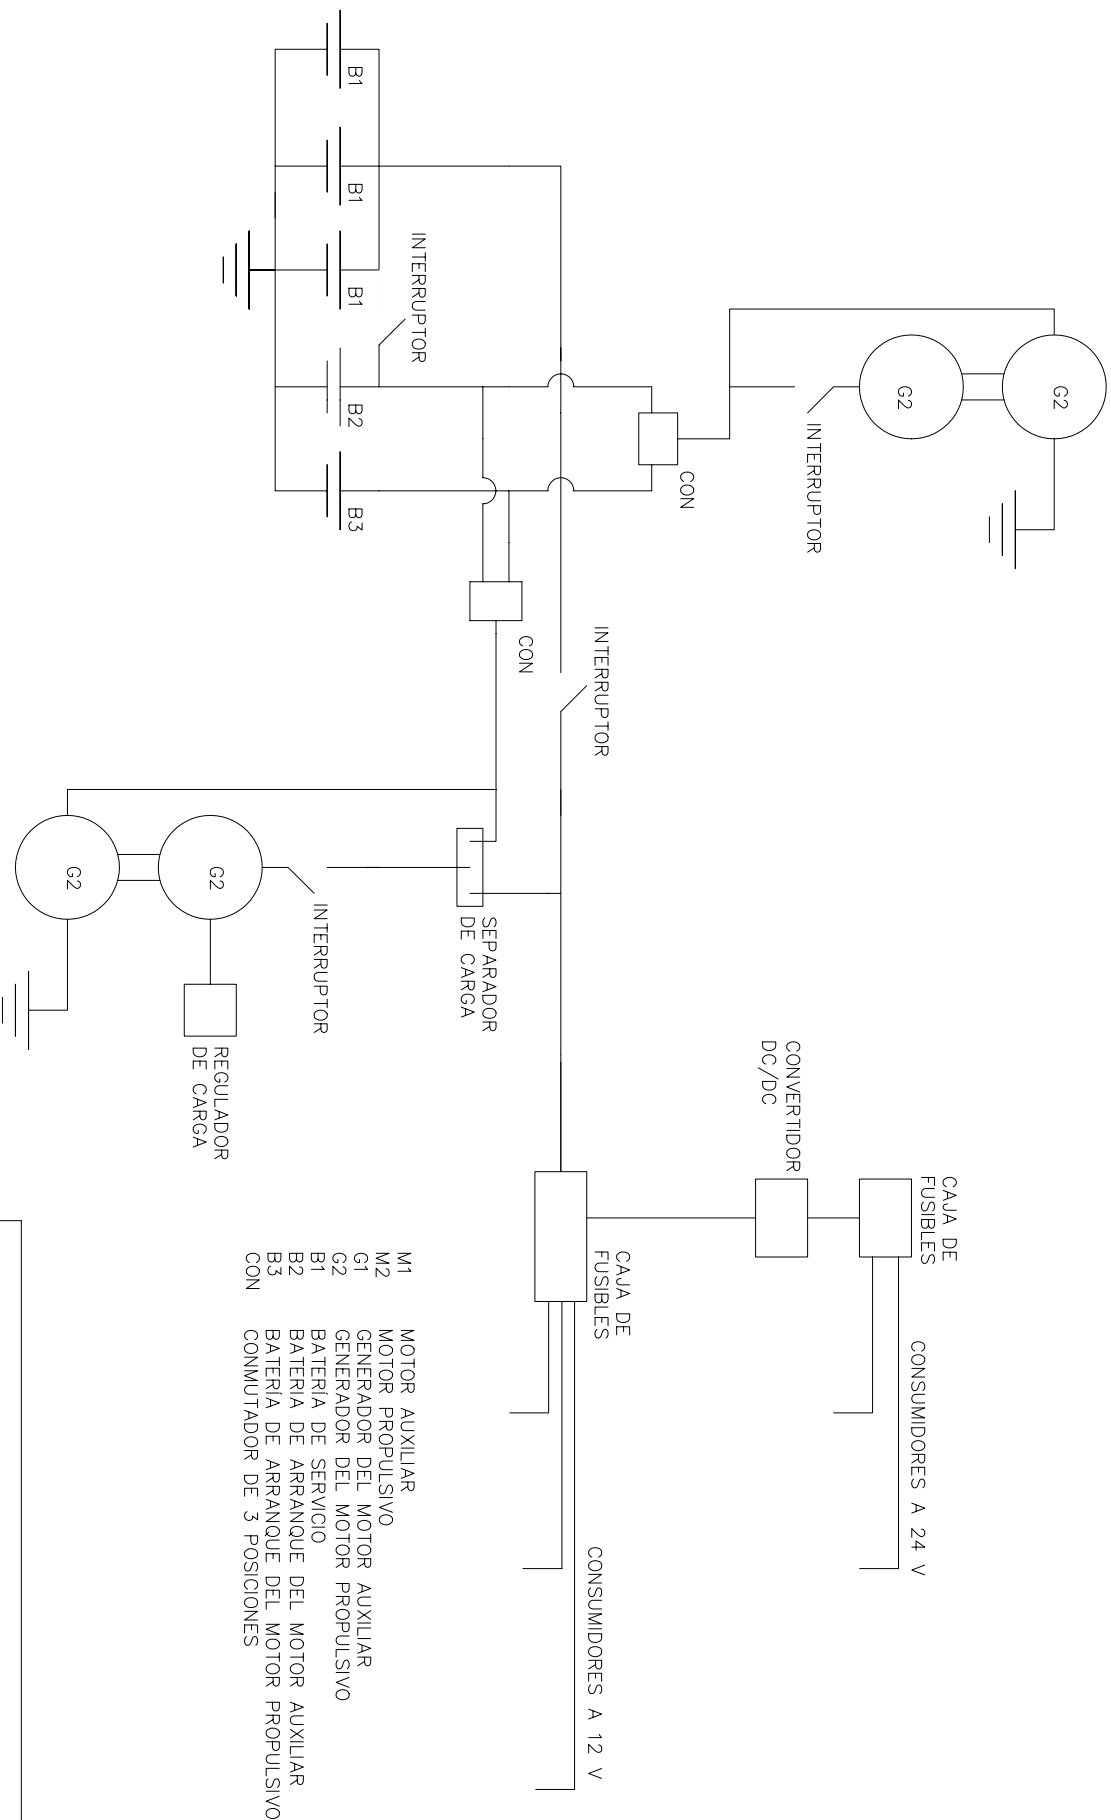 B1
B1
B1
B2
B3
INTERRUPTOR
CON
G2
G2
INTERRUPTOR
CON
INTERRUPTOR
G2
G2
INTERRUPTOR
SEPARADOR
DE CARGA
REGULADOR
DE CARGA
CONVERTIDOR
DC/DC
CAJA DE
FUSIBLES
CAJA DE
FUSIBLES
CONSUMIDORES A 24 V
CONSUMIDORES A 12 V
M1 MOTOR AUXILIAR
M2 MOTOR PROPULSIVO
G1 GENERADOR DEL MOTOR AUXILIAR
G2 GENERADOR DEL MOTOR PROPULSIVO
B1 BATERÍA DE SERVICIO
B2 BATERIA DE ARRANQUE DEL MOTOR AUXILIAR
B3 BATERÍA DE ARRANQUE DEL MOTOR PROPULSIVO
CON CONMUTADOR DE 3 POSICIONES